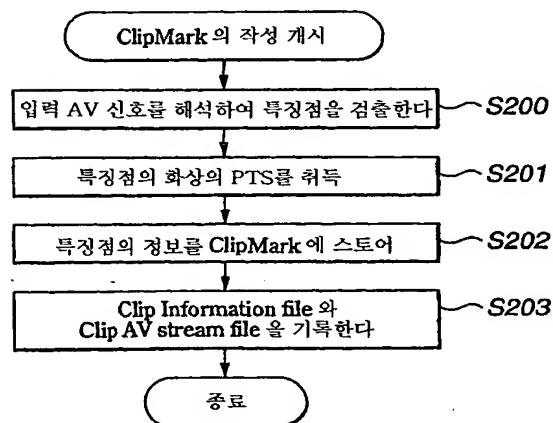 ClipMark 의 작성 개시
입력 AV 신호를 해석하여 특징점을 검출한다
S200
특징점의 화상의 PTS를 취득
S201
특징점의 정보를 ClipMark 에 스토어
S202
Clip Information file 와
Clip AV stream file 을 기록한다
S203
종료